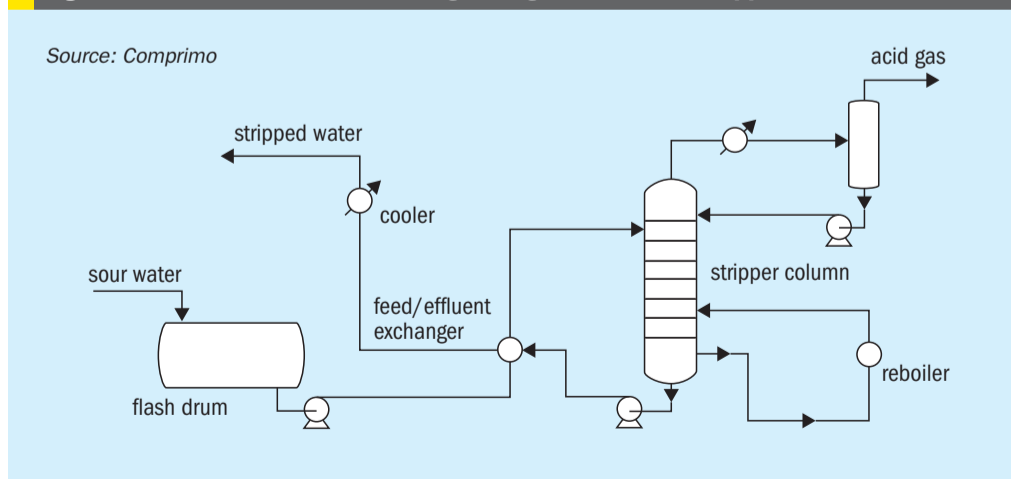 Source: Comprimo
acid gas
stripped water
cooler
sour water
stripper column
feed/effluent
exchanger
reboiler
flash drum